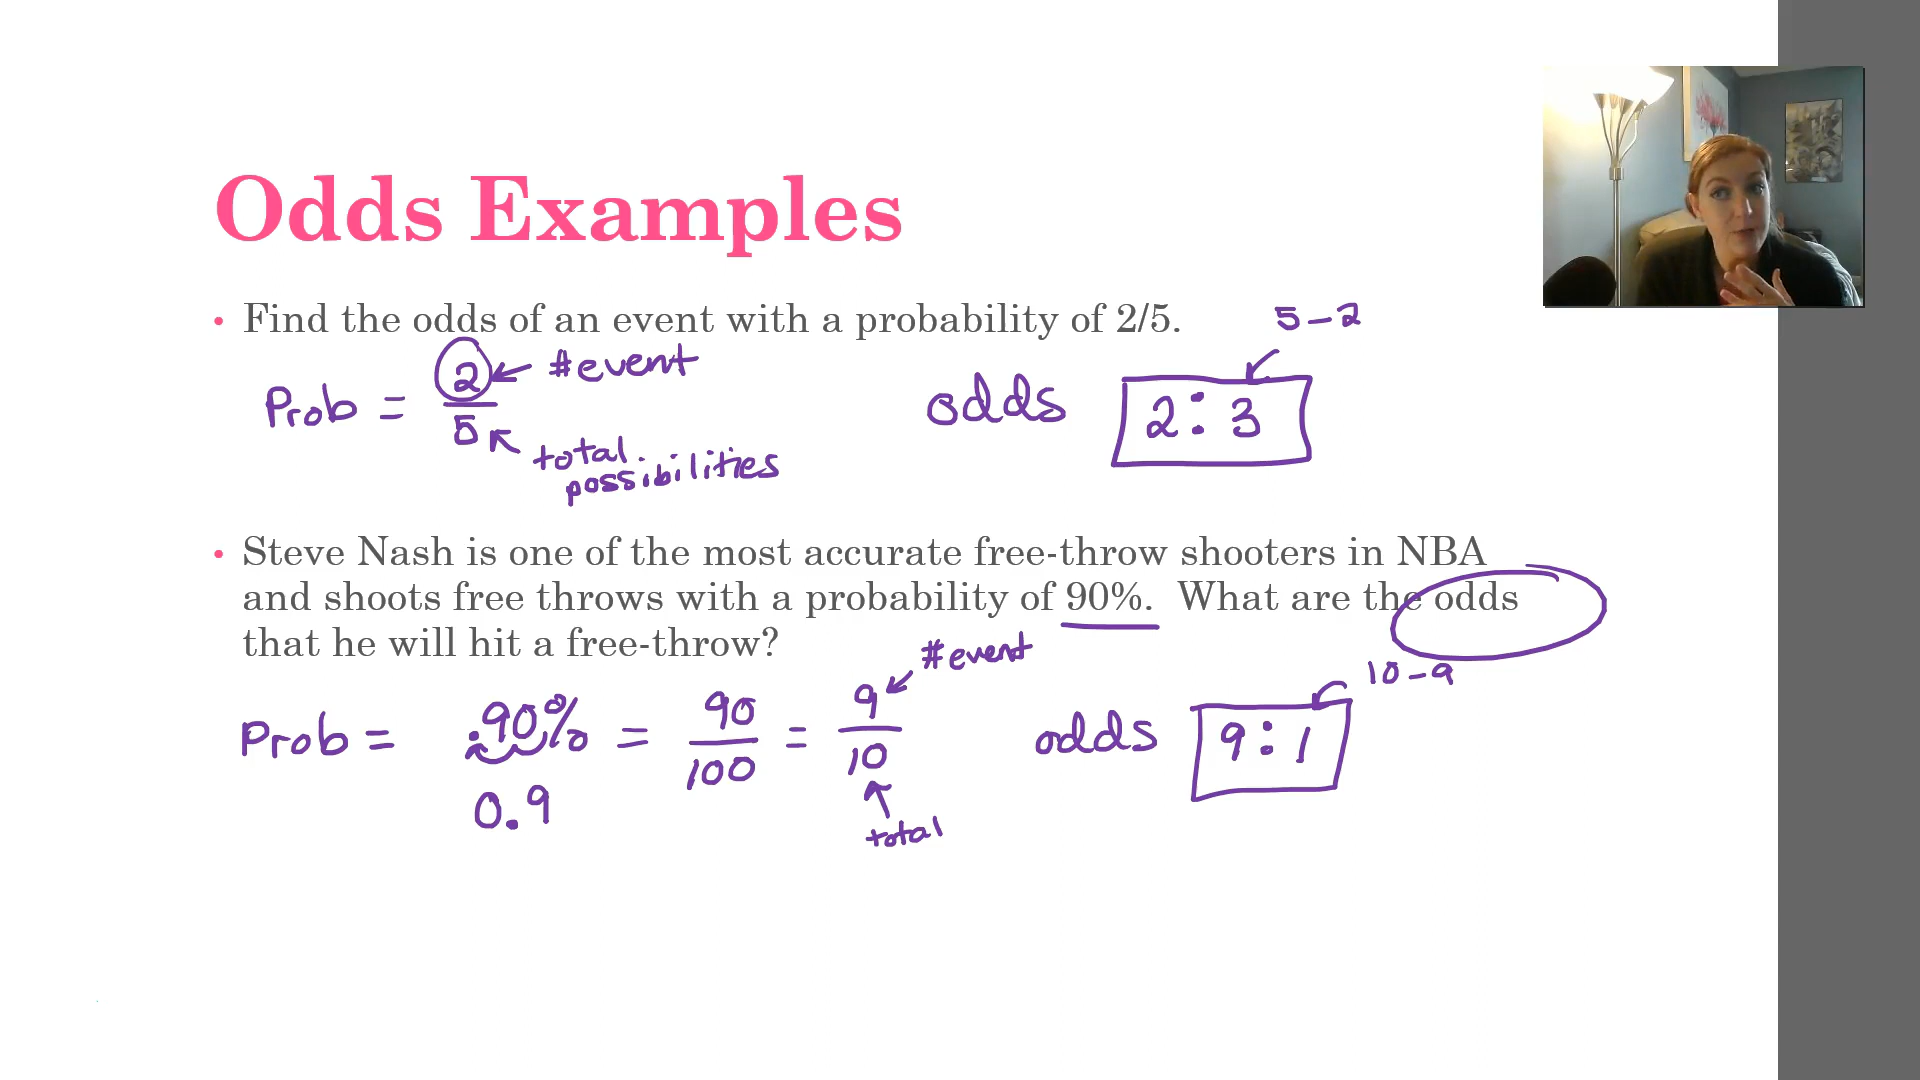 Odds Examples
• Find the odds of an event with a probability of 2/5.
5 – 2
Prob = 2/5
#event
total possibilities
odds 2 : 3
• Steve Nash is one of the most accurate free-throw shooters in NBA
and shoots free throws with a probability of 90%. What are the odds
that he will hit a free-throw?
#event
10 – 9
Prob = .90% = 90/100 = 9/10
odds 9 : 1
0.9
total